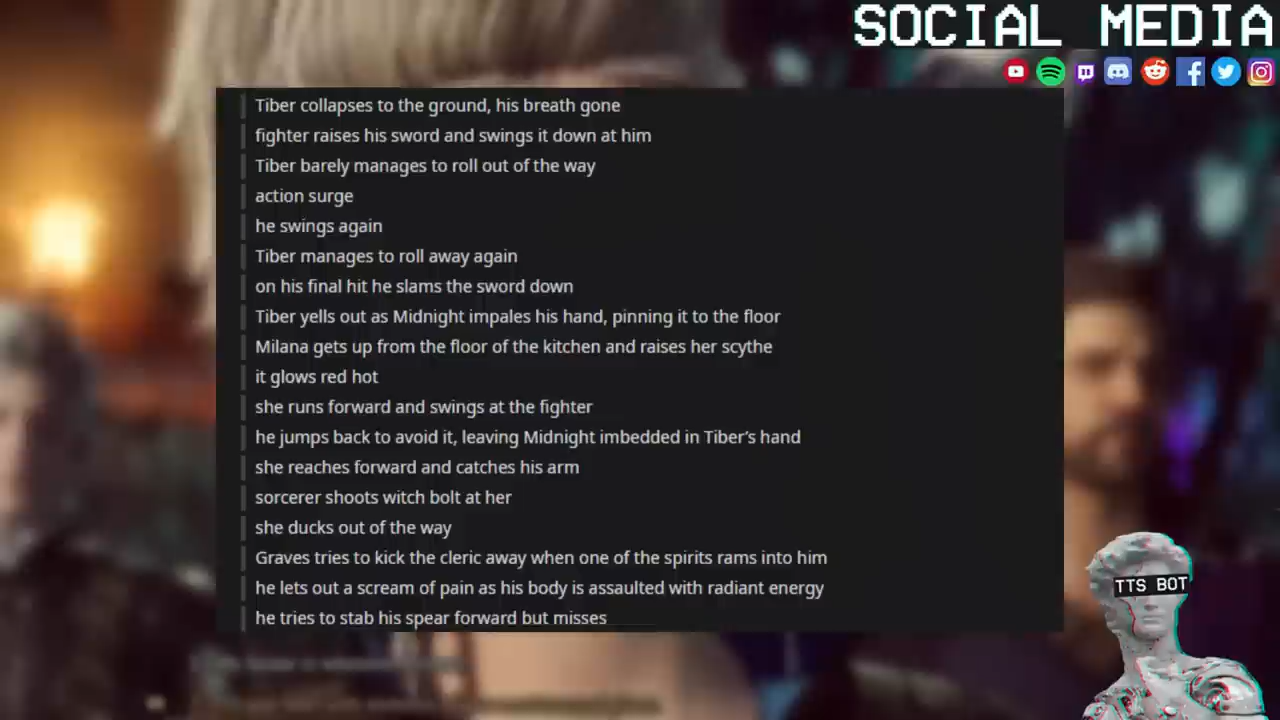 SOCIAL MEDIA
Tiber collapses to the ground, his breath gone
fighter raises his sword and swings it down at him
Tiber barely manages to roll out of the way
action surge
he swings again
Tiber manages to roll away again
on his final hit he slams the sword down
Tiber yells out as Midnight impales his hand, pinning it to the floor
Milana gets up from the floor of the kitchen and raises her scythe
it glows red hot
she runs forward and swings at the fighter
he jumps back to avoid it, leaving Midnight imbedded in Tiber’s hand
she reaches forward and catches his arm
sorcerer shoots witch bolt at her
she ducks out of the way
Graves tries to kick the cleric away when one of the spirits rams into him
he lets out a scream of pain as his body is assaulted with radiant energy
he tries to stab his spear forward but misses
TTS BOT